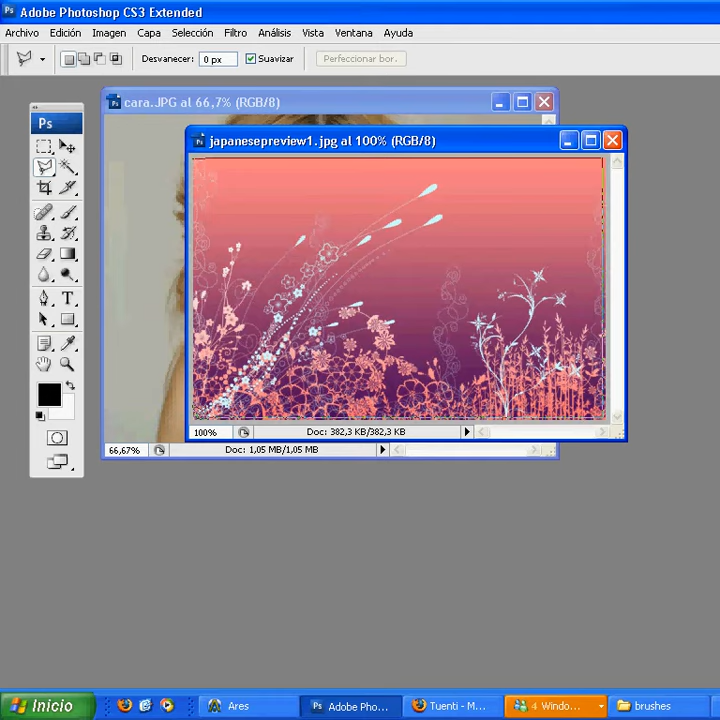 Ps Adobe Photoshop CS3 Extended
Archivo Edición Imagen Capa Selección Filtro Análisis Vista Ventana Ayuda
Desvanecer: 0 px Suavizar Perfeccionar bor.
Ps
cara.JPG al 66,7% (RGB/8)
japanesepreview1.jpg al 100% (RGB/8)
T
100% Doc: 382,3 KB/382,3 KB
66,67% Doc: 1,05 MB/1,05 MB
Inicio Ares Ps Adobe Pho... Tuenti - M... 4 Windo... brushes